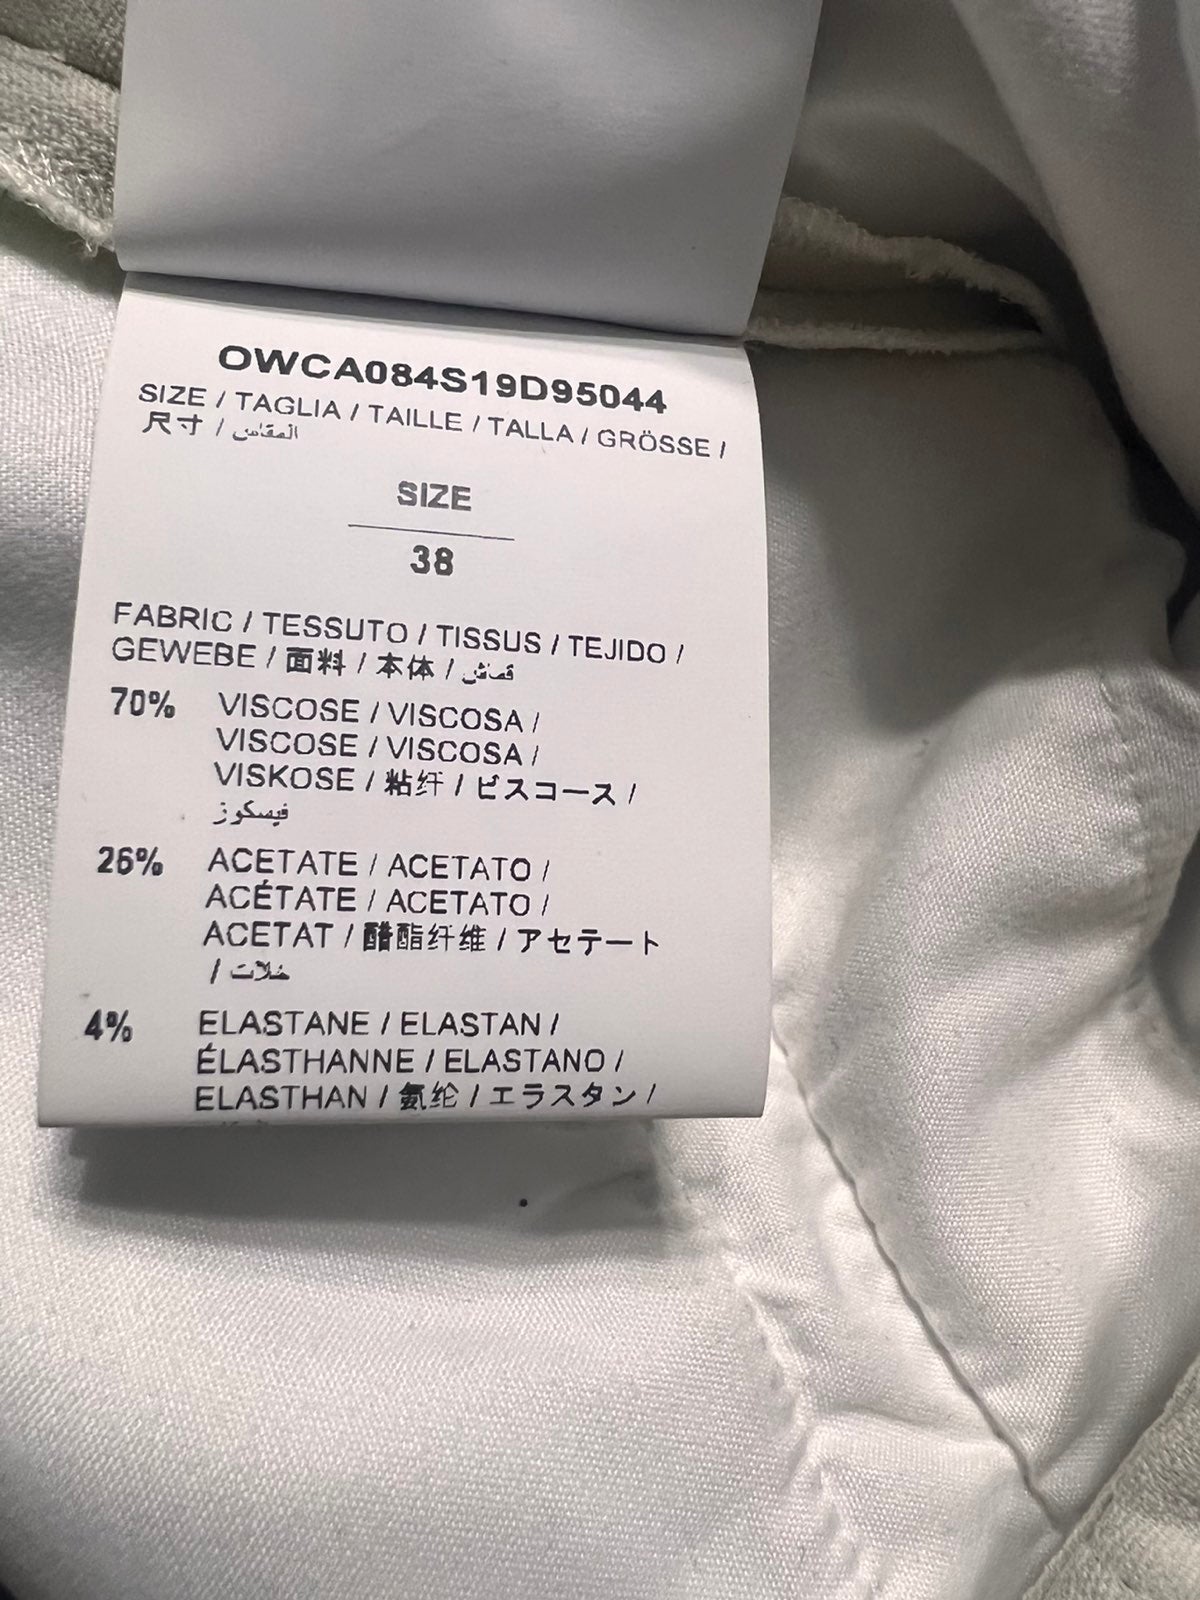 OWCA084S19D95044
SIZE / TAGLIA / TAILLE / TALLA / GRÖSSE /
尺寸 / المقاس
SIZE
38
FABRIC / TESSUTO / TISSUS / TEJIDO /
GEWEBE / 面料 / 本体 / قماش
70% VISCOSE / VISCOSA /
VISCOSE / VISCOSA /
VISKOSE / 粘纤 / ビスコース /
فيسكوز
26% ACETATE / ACETATO /
ACÉTATE / ACETATO /
ACETAT / 醋酯纤维 / アセテート
/ خلات
4% ELASTANE / ELASTAN /
ÉLASTHANNE / ELASTANO /
ELASTHAN / 氨纶 / エラスタン /